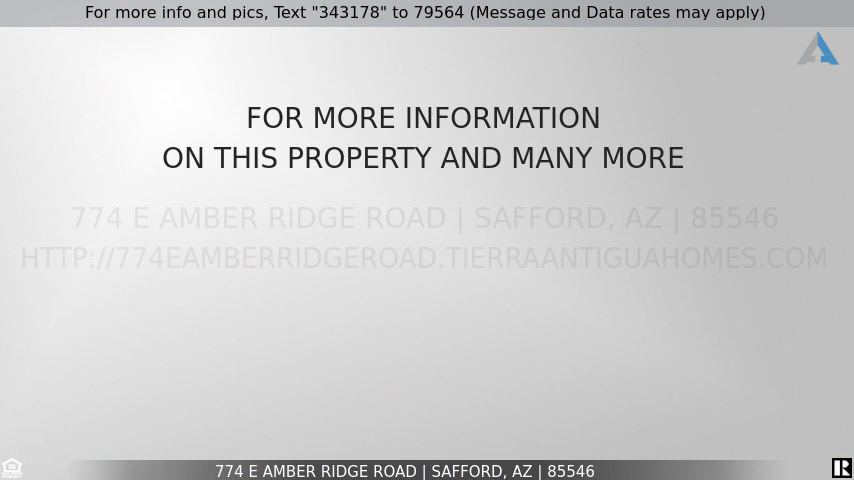 For more info and pics, Text "343178" to 79564 (Message and Data rates may apply)
FOR MORE INFORMATION
ON THIS PROPERTY AND MANY MORE
774 E AMBER RIDGE ROAD | SAFFORD, AZ | 85546
HTTP://774EAMBERRIDGEROAD.TIERRAANTIGUAHOMES.COM
774 E AMBER RIDGE ROAD | SAFFORD, AZ | 85546